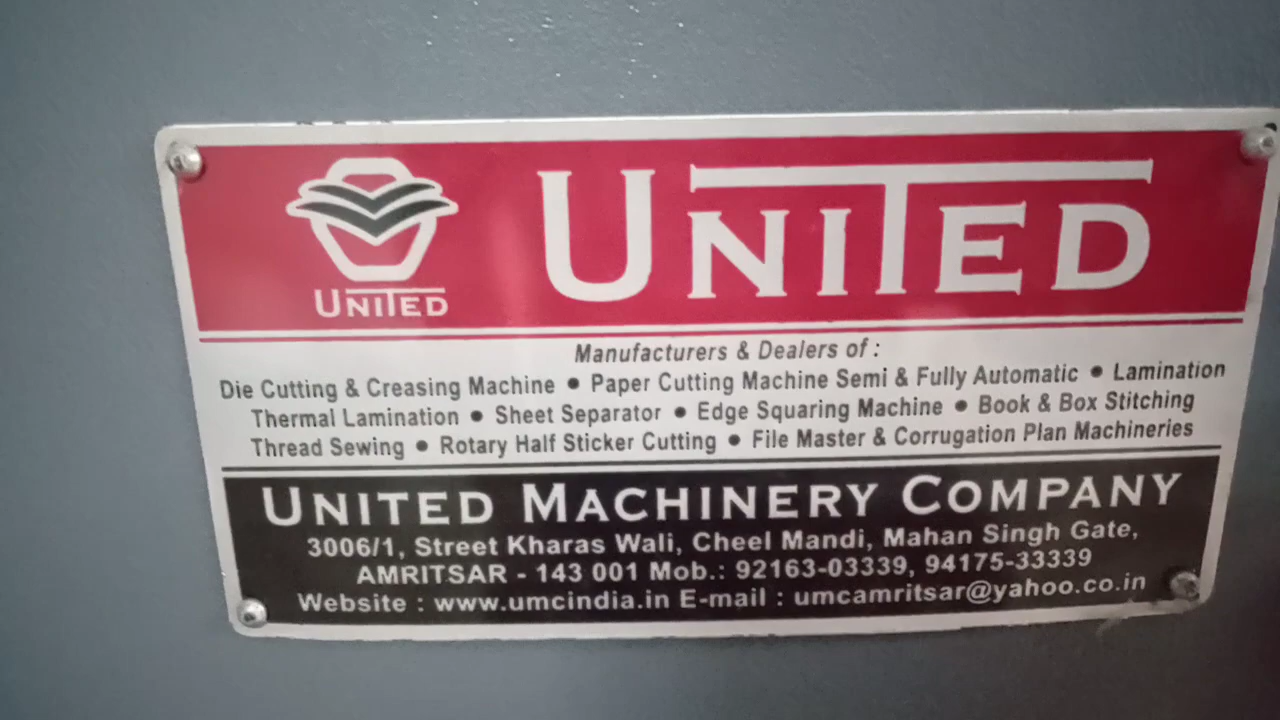 UNITED
UNITED
Manufacturers & Dealers of :
Die Cutting & Creasing Machine • Paper Cutting Machine Semi & Fully Automatic • Lamination
Thermal Lamination • Sheet Separator • Edge Squaring Machine • Book & Box Stitching
Thread Sewing • Rotary Half Sticker Cutting • File Master & Corrugation Plan Machineries
UNITED MACHINERY COMPANY
3006/1, Street Kharas Wali, Cheel Mandi, Mahan Singh Gate,
AMRITSAR - 143 001 Mob.: 92163-03339, 94175-33339
Website : www.umcindia.in E-mail : umcamritsar@yahoo.co.in